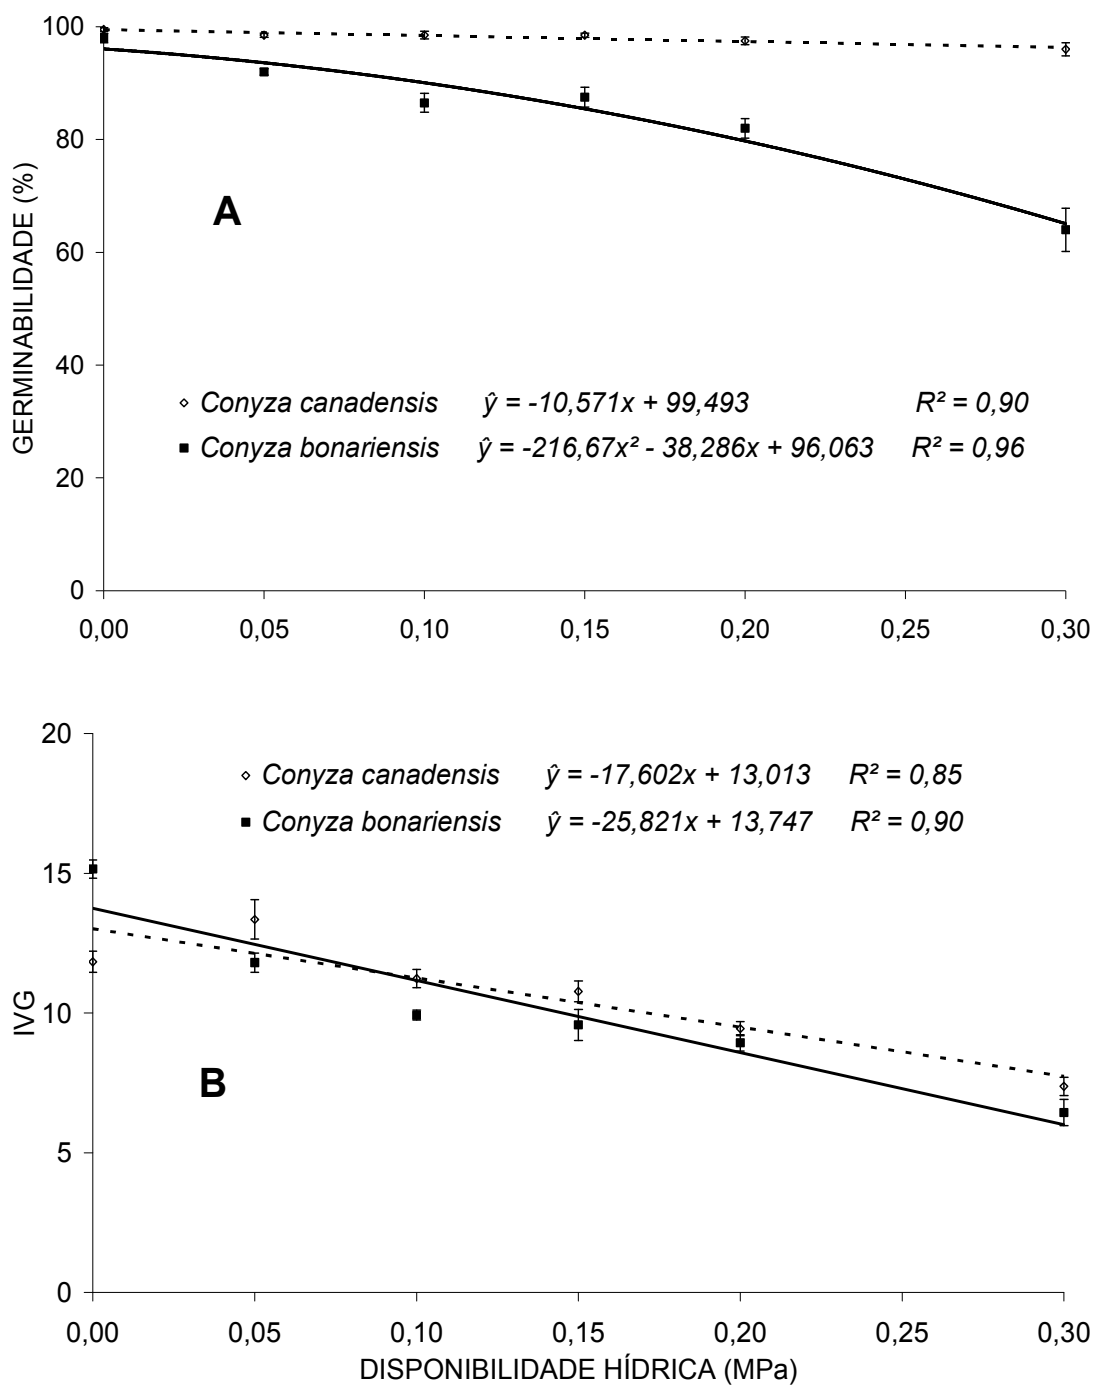 100
80
60
40
20
0
GERMINABILIDADE (%)
A
Conyza canadensis ŷ = -10,571x + 99,493 R² = 0,90
Conyza bonariensis ŷ = -216,67x² - 38,286x + 96,063 R² = 0,96
0,00 0,05 0,10 0,15 0,20 0,25 0,30
20
15
10
5
0
IVG
Conyza canadensis ŷ = -17,602x + 13,013 R² = 0,85
Conyza bonariensis ŷ = -25,821x + 13,747 R² = 0,90
B
0,00 0,05 0,10 0,15 0,20 0,25 0,30
DISPONIBILIDADE HÍDRICA (MPa)